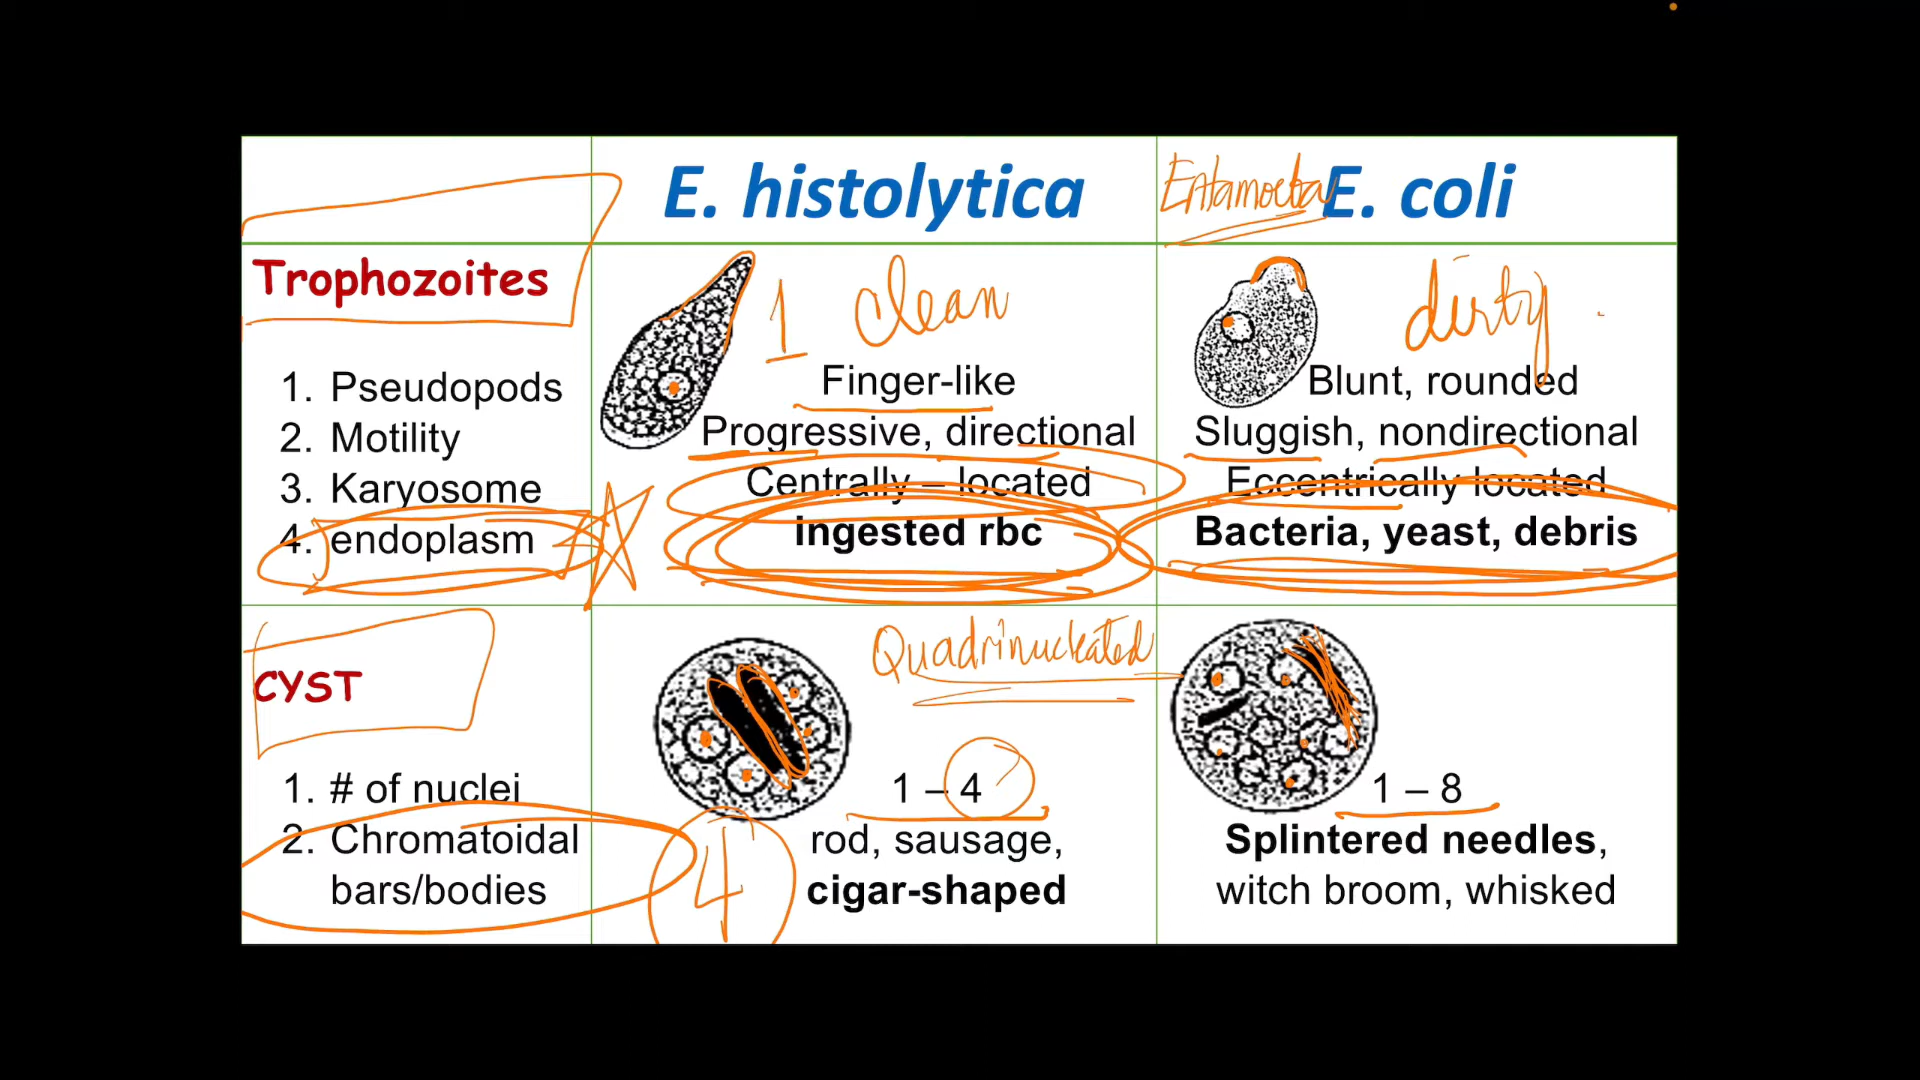 E. histolytica
Entamoeba E. coli
Trophozoites
1 clean
dirty
1. Pseudopods
Finger-like
Blunt, rounded
2. Motility
Progressive, directional
Sluggish, nondirectional
3. Karyosome
Centrally – located
Eccentrically located
4. endoplasm
Ingested rbc
Bacteria, yeast, debris
CYST
Quadrinucleated
1. # of nuclei
1 – 4
1 – 8
2. Chromatoidal
bars/bodies
4
rod, sausage,
cigar-shaped
Splintered needles,
witch broom, whisked